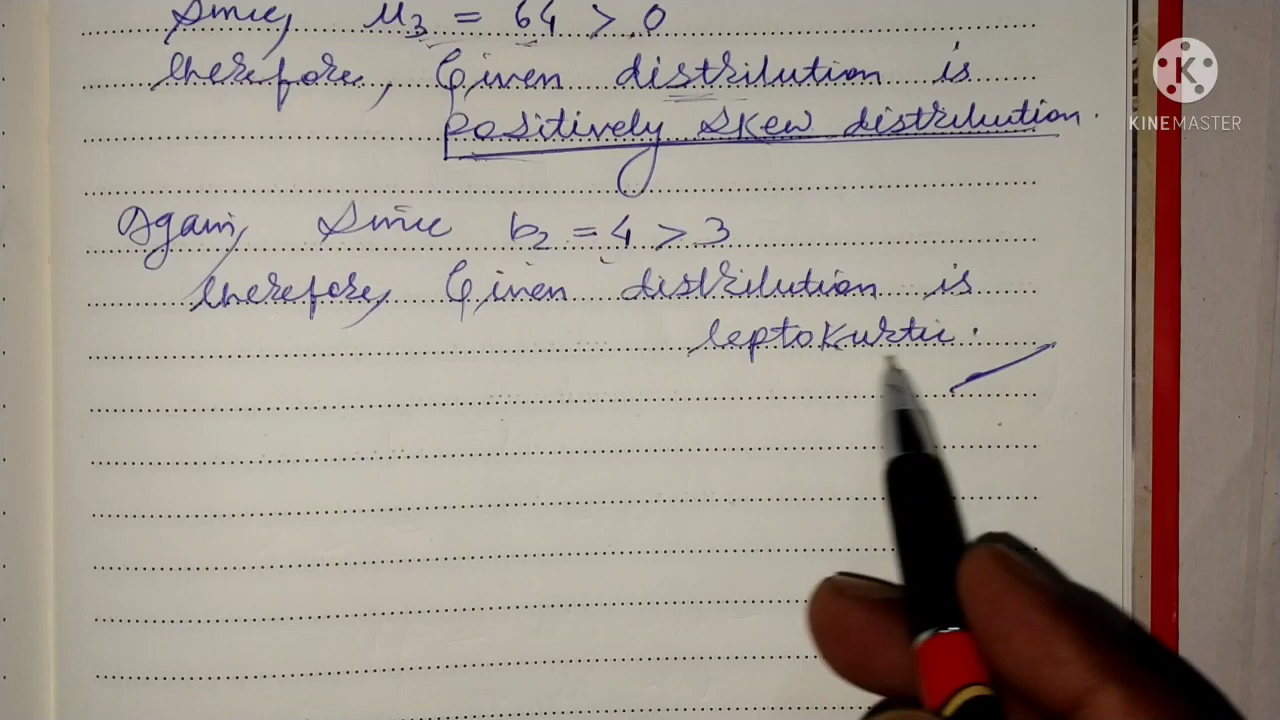 Since, μ3 = 64 > 0
therefore, Given distribution is
positively skew distribution.
Again, Since b2 = 4 > 3
therefore, Given distribution is
leptokurtic.
K
KINEMASTER